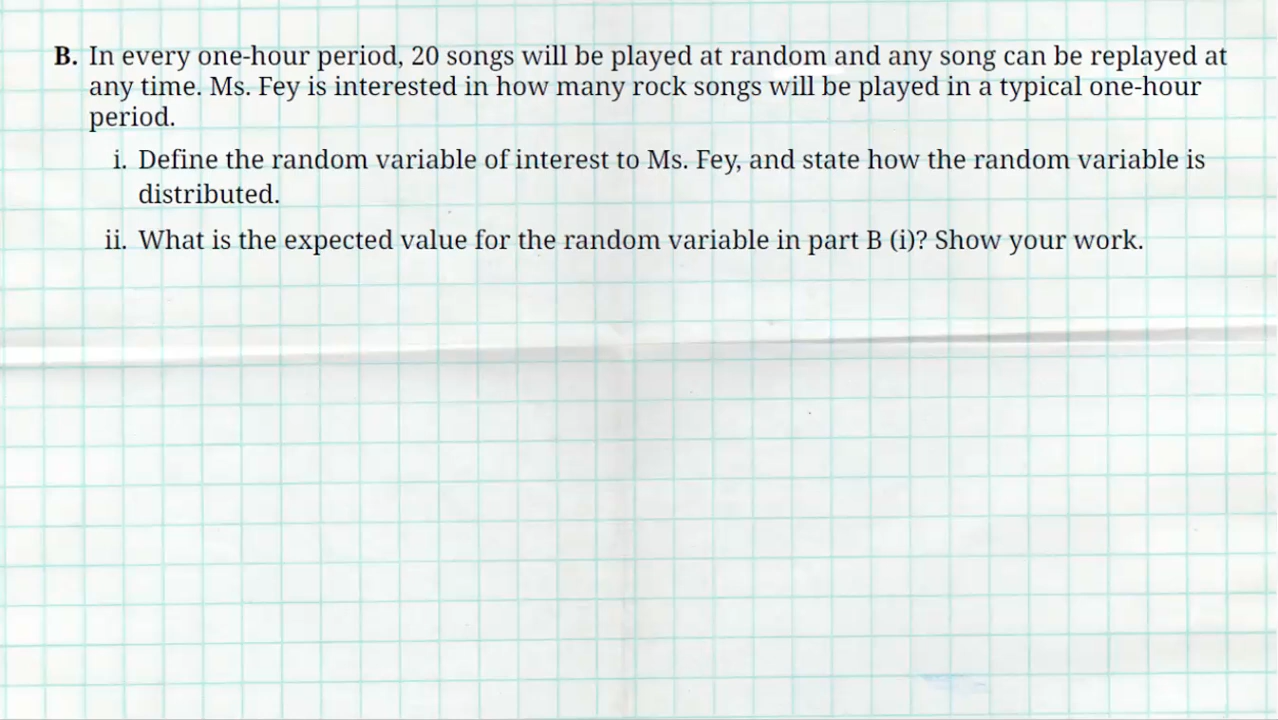 B. In every one-hour period, 20 songs will be played at random and any song can be replayed at
any time. Ms. Fey is interested in how many rock songs will be played in a typical one-hour
period.
i. Define the random variable of interest to Ms. Fey, and state how the random variable is
distributed.
ii. What is the expected value for the random variable in part B (i)? Show your work.